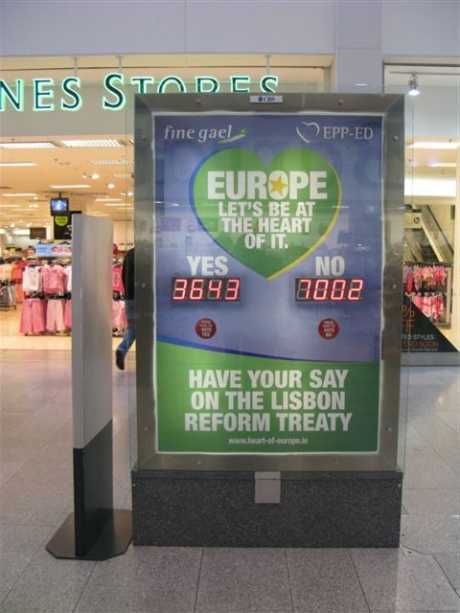 NES STORES
fine gael
EPP-ED
EUROPE
LET'S BE AT
THE HEART
OF IT.
YES NO
3643 7002
HAVE YOUR SAY
ON THE LISBON
REFORM TREATY
www.heart-of-europe.ie